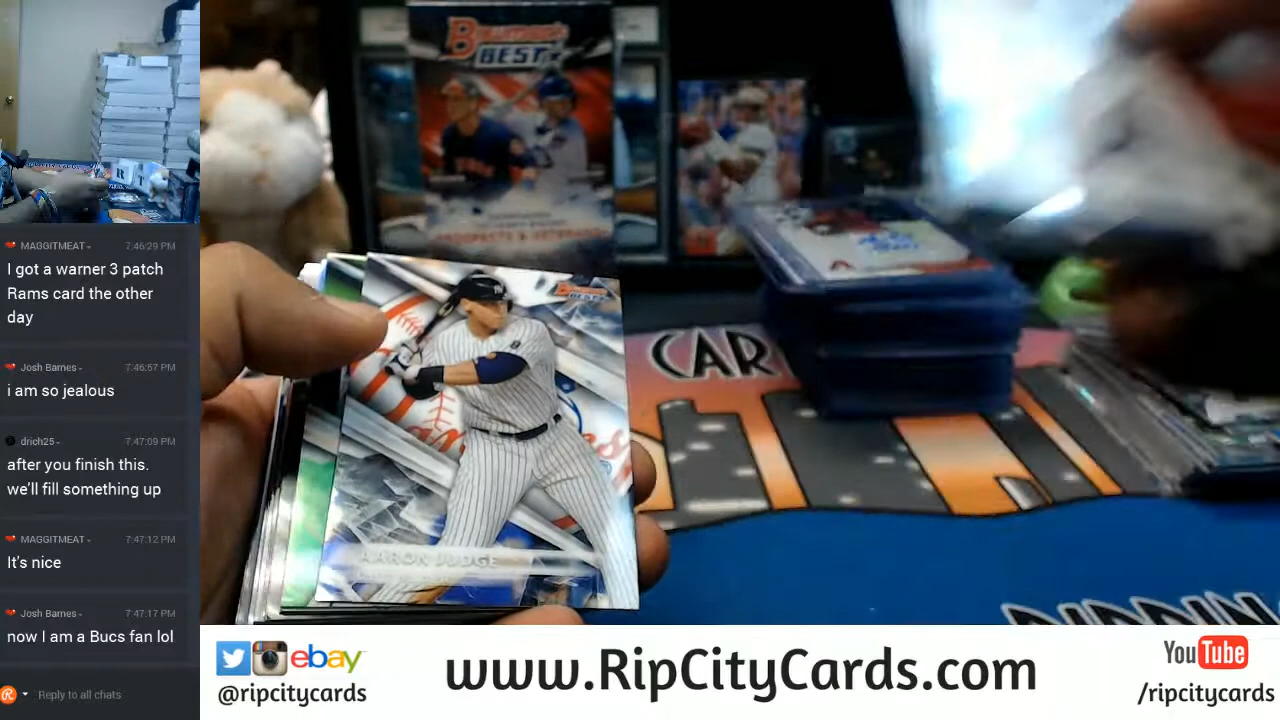 MAGGITMEAT
7:46:29 PM
I got a warner 3 patch
Rams card the other
day
Josh Barnes
7:46:57 PM
i am so jealous
drich25
7:47:09 PM
after you finish this.
we'll fill something up
MAGGITMEAT
7:47:12 PM
It's nice
Josh Barnes
7:47:17 PM
now I am a Bucs fan lol
Reply to all chats
BOWMAN'S
BEST
PROSPECTS & VETERANS
BEST
AARON JUDGE
CAR
RIPPIN
ebay
@ripcitycards
www.RipCityCards.com
YouTube
/ripcitycards